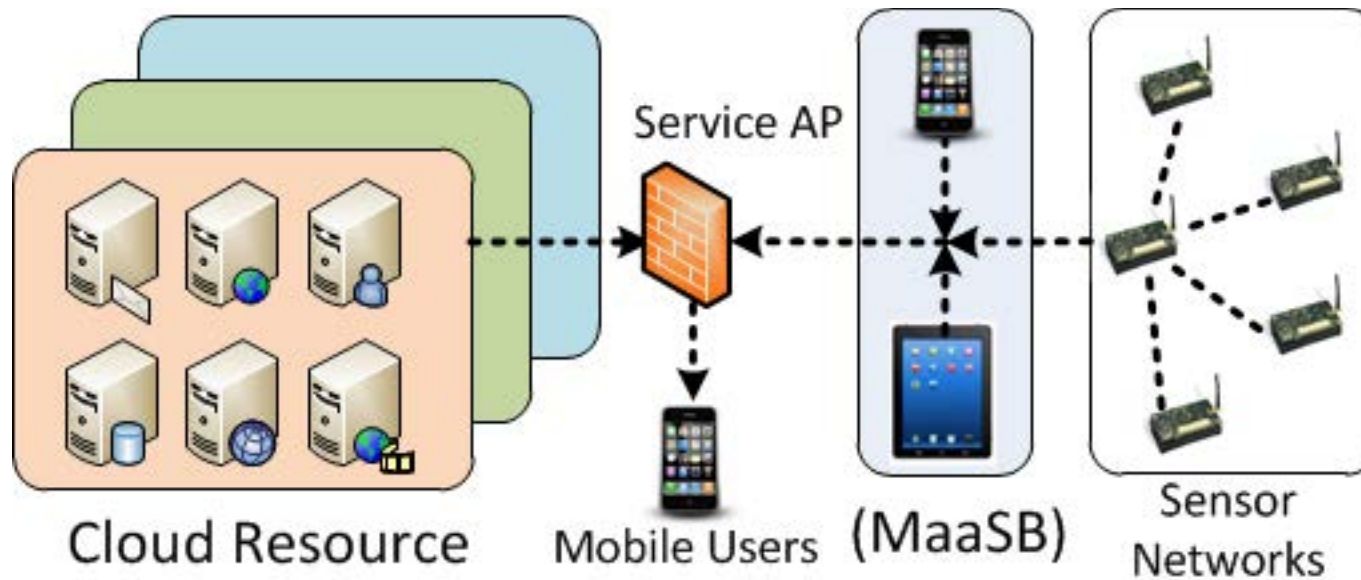 Service AP
Cloud Resource
Mobile Users
(MaaSB)
Sensor
Networks